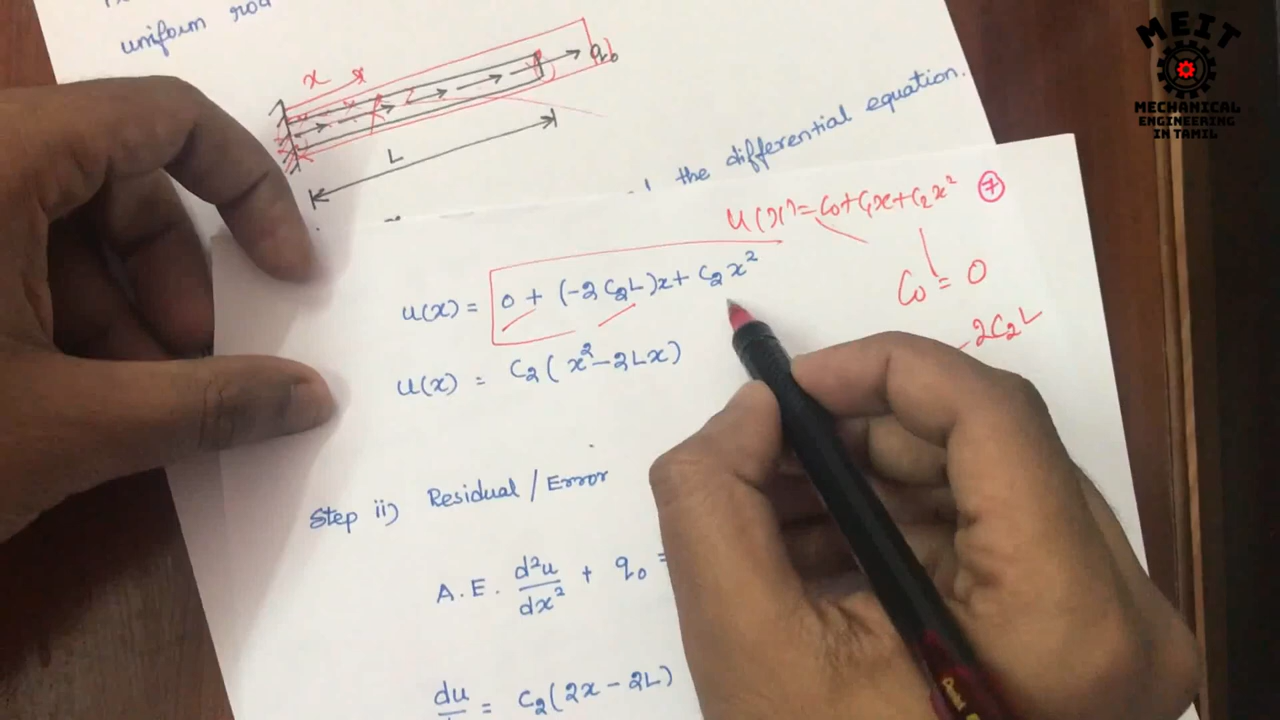 uniform rod
x
q0
L
the differential equation.
u(x) = C0+C1x+C2x² 7
u(x) = 0 + (-2C2L)x + C2x²
C0 = 0
-2C2L
u(x) = C2(x²-2Lx)
Step ii) Residual / Error
A.E. d²u/dx² + q0 =
du = C2(2x-2L)
MEIT
MECHANICAL
ENGINEERING
IN TAMIL